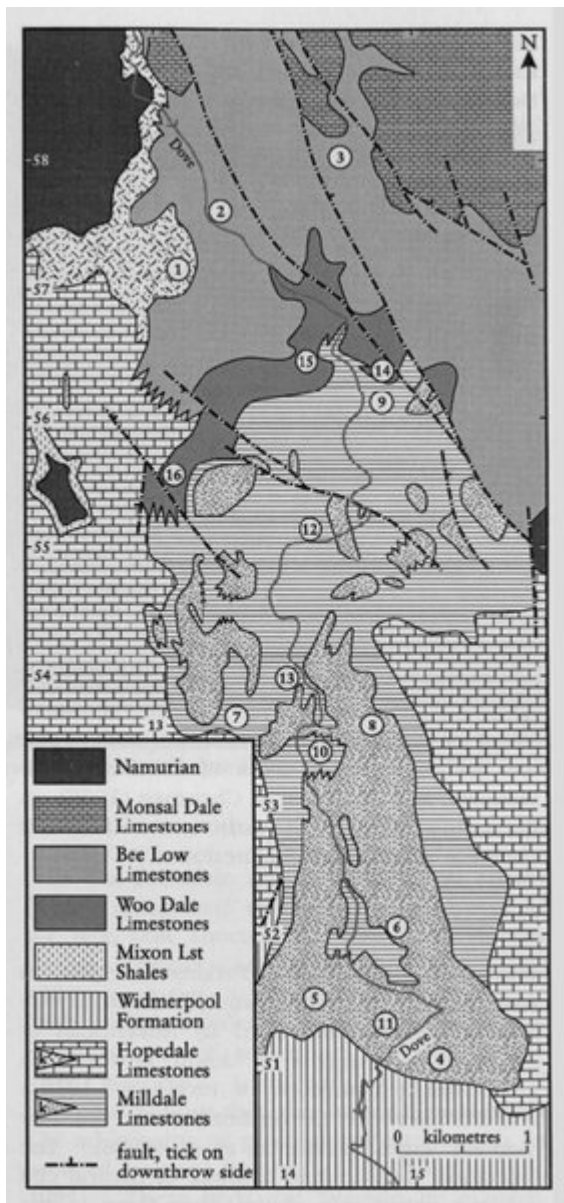 N
Dove
3
58
2
1
57
15
14
9
56
16
12
55
54
13
13
7
8
10
Namurian
Monsal Dale
Limestones
53
Bee Low
Limestones
Woo Dale
Limestones
52
6
Mixon Lst
Shales
5
Widmerpool
Formation
11
Dove
4
51
k
Hopedale
Limestones
k
Milldale
Limestones
0 kilometres 1
fault, tick on
downthrow side
14
15